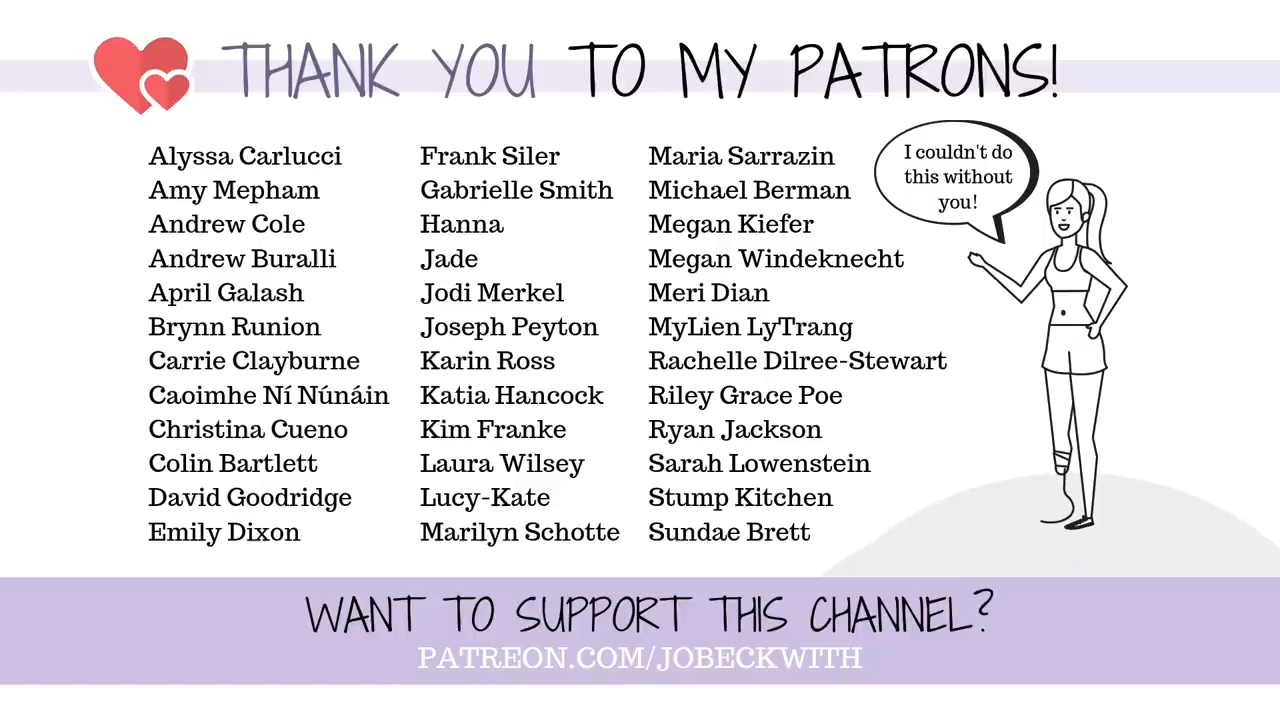 THANK YOU TO MY PATRONS!
Alyssa Carlucci
Amy Mepham
Andrew Cole
Andrew Buralli
April Galash
Brynn Runion
Carrie Clayburne
Caoimhe Ní Núnáin
Christina Cueno
Colin Bartlett
David Goodridge
Emily Dixon
Frank Siler
Gabrielle Smith
Hanna
Jade
Jodi Merkel
Joseph Peyton
Karin Ross
Katia Hancock
Kim Franke
Laura Wilsey
Lucy-Kate
Marilyn Schotte
Maria Sarrazin
Michael Berman
Megan Kiefer
Megan Windeknecht
Meri Dian
MyLien LyTrang
Rachelle Dilree-Stewart
Riley Grace Poe
Ryan Jackson
Sarah Lowenstein
Stump Kitchen
Sundae Brett
I couldn't do
this without
you!
WANT TO SUPPORT THIS CHANNEL?
PATREON.COM/JOBECKWITH